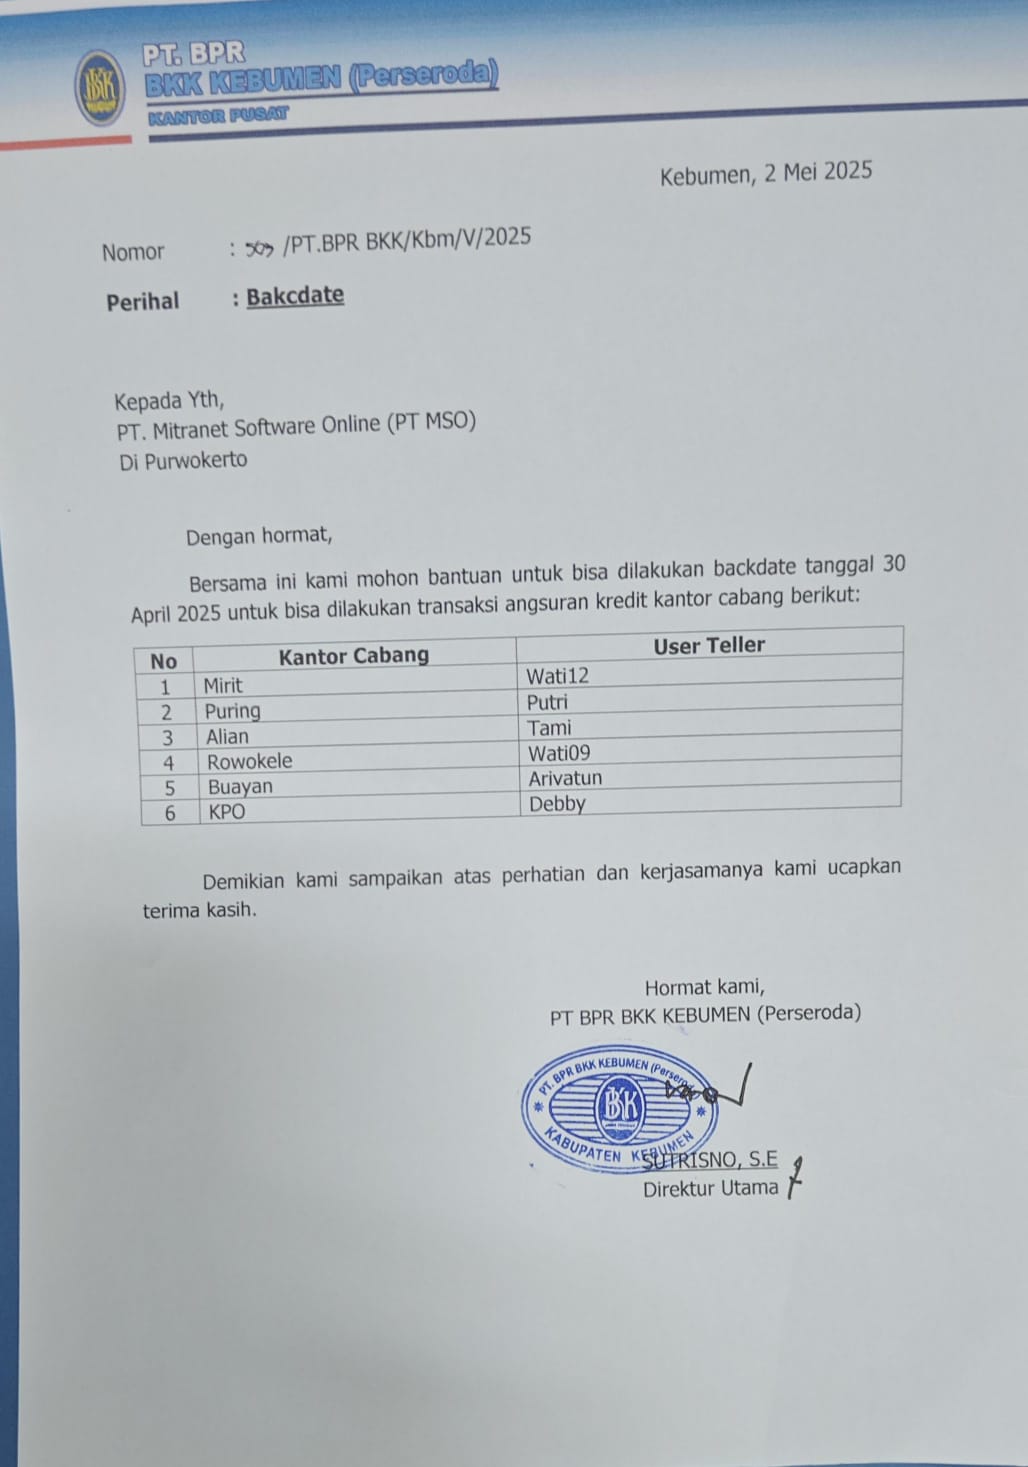 PT. BPR
BKK KEBUMEN (Perseroda)
KANTOR PUSAT
Kebumen, 2 Mei 2025
Nomor : 503 /PT.BPR BKK/Kbm/V/2025
Perihal : Bakcdate
Kepada Yth,
PT. Mitranet Software Online (PT MSO)
Di Purwokerto
Dengan hormat,
Bersama ini kami mohon bantuan untuk bisa dilakukan backdate tanggal 30
April 2025 untuk bisa dilakukan transaksi angsuran kredit kantor cabang berikut:
No Kantor Cabang User Teller
1 Mirit Wati12
2 Puring Putri
3 Alian Tami
4 Rowokele Wati09
5 Buayan Arivatun
6 KPO Debby
Demikian kami sampaikan atas perhatian dan kerjasamanya kami ucapkan
terima kasih.
Hormat kami,
PT BPR BKK KEBUMEN (Perseroda)
PT. BPR BKK KEBUMEN (Perserod
BKK
KABUPATEN KEBUMEN
SUTRISNO, S.E
Direktur Utama